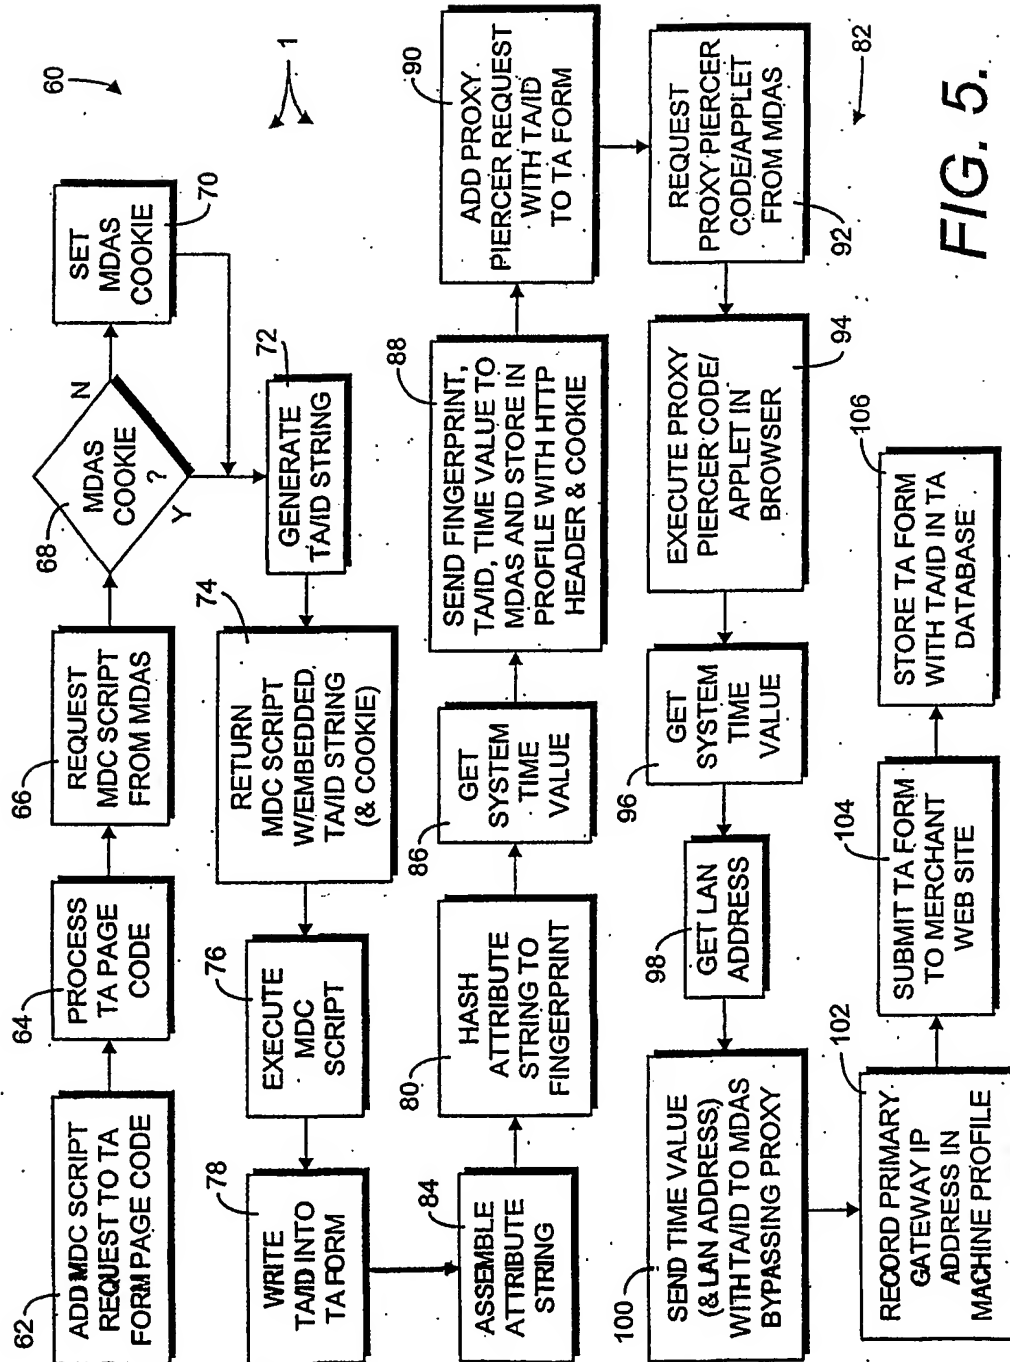 60
1
62
ADD MDC SCRIPT
REQUEST TO TA
FORM PAGE CODE
64
PROCESS
TA PAGE
CODE
66
REQUEST
MDC SCRIPT
FROM MDAS
68
MDAS
COOKIE
?
N
Y
SET
MDAS
COOKIE
70
72
GENERATE
TA/ID STRING
74
RETURN
MDC SCRIPT
W/EMBEDDED
TA/ID STRING
(& COOKIE)
76
EXECUTE
MDC
SCRIPT
78
WRITE
TA/ID INTO
TA FORM
84
ASSEMBLE
ATTRIBUTE
STRING
80
HASH
ATTRIBUTE
STRING TO
FINGERPRINT
86
GET
SYSTEM
TIME
VALUE
88
SEND FINGERPRINT,
TA/ID, TIME VALUE TO
MDAS AND STORE IN
PROFILE WITH HTTP
HEADER & COOKIE
90
ADD PROXY
PIERCER REQUEST
WITH TA/ID
TO TA FORM
REQUEST
PROXY PIERCER
CODE/APPLET
FROM MDAS
92
82
EXECUTE PROXY
PIERCER CODE/
APPLET IN
BROWSER
94
GET
SYSTEM
TIME
VALUE
96
98
GET LAN
ADDRESS
SEND TIME VALUE
(& LAN ADDRESS)
WITH TA/ID TO MDAS
BYPASSING PROXY
100
102
RECORD PRIMARY
GATEWAY IP
ADDRESS IN
MACHINE PROFILE
104
SUBMIT TA FORM
TO MERCHANT
WEB SITE
106
STORE TA FORM
WITH TA/ID IN TA
DATABASE
FIG. 5.